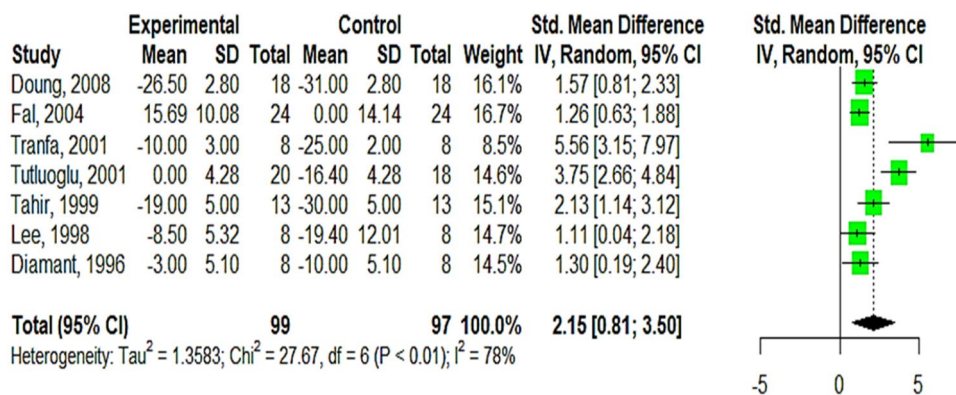 Experimental Control Std. Mean Difference Std. Mean Difference
Study Mean SD Total Mean SD Total Weight IV, Random, 95% CI IV, Random, 95% CI
Doung, 2008 -26.50 2.80 18 -31.00 2.80 18 16.1% 1.57 [0.81; 2.33]
Fal, 2004 15.69 10.08 24 0.00 14.14 24 16.7% 1.26 [0.63; 1.88]
Tranfa, 2001 -10.00 3.00 8 -25.00 2.00 8 8.5% 5.56 [3.15; 7.97]
Tutluoglu, 2001 0.00 4.28 20 -16.40 4.28 18 14.6% 3.75 [2.66; 4.84]
Tahir, 1999 -19.00 5.00 13 -30.00 5.00 13 15.1% 2.13 [1.14; 3.12]
Lee, 1998 -8.50 5.32 8 -19.40 12.01 8 14.7% 1.11 [0.04; 2.18]
Diamant, 1996 -3.00 5.10 8 -10.00 5.10 8 14.5% 1.30 [0.19; 2.40]
Total (95% CI) 99 97 100.0% 2.15 [0.81; 3.50]
Heterogeneity: Tau² = 1.3583; Chi² = 27.67, df = 6 (P < 0.01); I² = 78%
-5 0 5